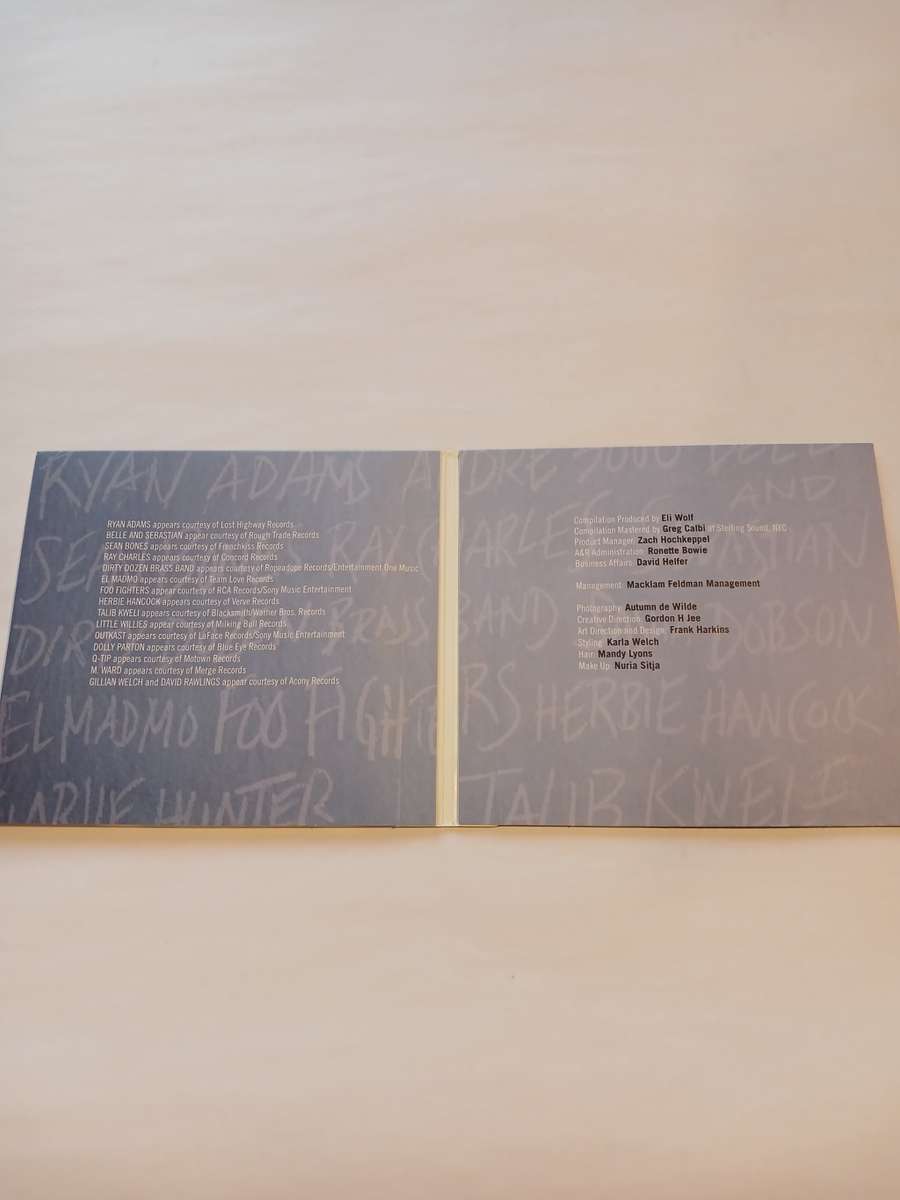 RYAN ADAMS
RYAN ADAMS appears courtesy of Lost Highway Records
BELLE AND SEBASTIAN appear courtesy of Rough Trade Records
SEAN BONES appears courtesy of Frenchkiss Records
RAY CHARLES appears courtesy of Concord Records
DIRTY DOZEN BRASS BAND appears courtesy of Ropeadope Records/Entertainment One Music
EL MADMO appears courtesy of Team Love Records
FOO FIGHTERS appear courtesy of RCA Records/Sony Music Entertainment
HERBIE HANCOCK appears courtesy of Verve Records
TALIB KWELI appears courtesy of Blacksmith/Warner Bros. Records
LITTLE WILLIES appear courtesy of Milking Bull Records
OUTKAST appears courtesy of LaFace Records/Sony Music Entertainment
DOLLY PARTON appears courtesy of Blue Eye Records
Q-TIP appears courtesy of Motown Records
M. WARD appears courtesy of Merge Records
GILLIAN WELCH and DAVID RAWLINGS appear courtesy of Acony Records
EL MADMO FOO FIGHTERS HERBIE HANCOCK
HUNTER TALIB KWELI
AND
Compilation Produced by Eli Wolf
Compilation Mastered by Greg Calbi at Sterling Sound, NYC
Product Manager: Zach Hochkeppel
A&R Administration: Ronette Bowie
Business Affairs: David Helfer
Management: Macklam Feldman Management
Photography: Autumn de Wilde
Creative Direction: Gordon H Jee
Art Direction and Design: Frank Harkins
Styling: Karla Welch
Hair: Mandy Lyons
Make Up: Nuria Sitja